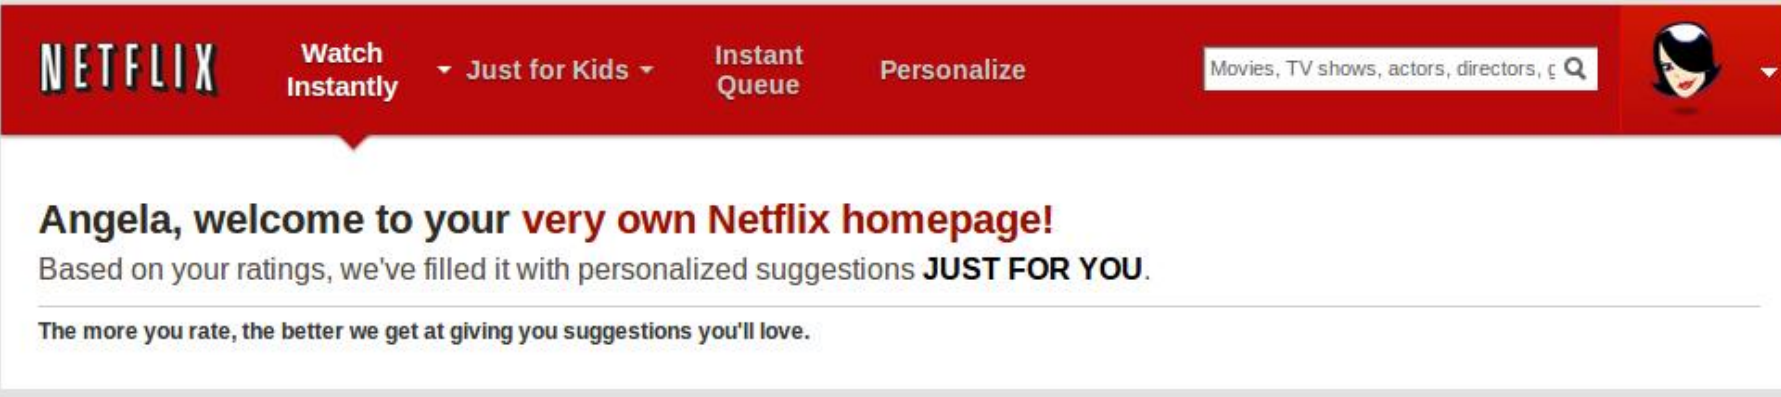 NETFLIX
Watch
Instantly
Just for Kids
Instant
Queue
Personalize
Movies, TV shows, actors, directors, g
Angela, welcome to your very own Netflix homepage!
Based on your ratings, we've filled it with personalized suggestions JUST FOR YOU.
The more you rate, the better we get at giving you suggestions you'll love.